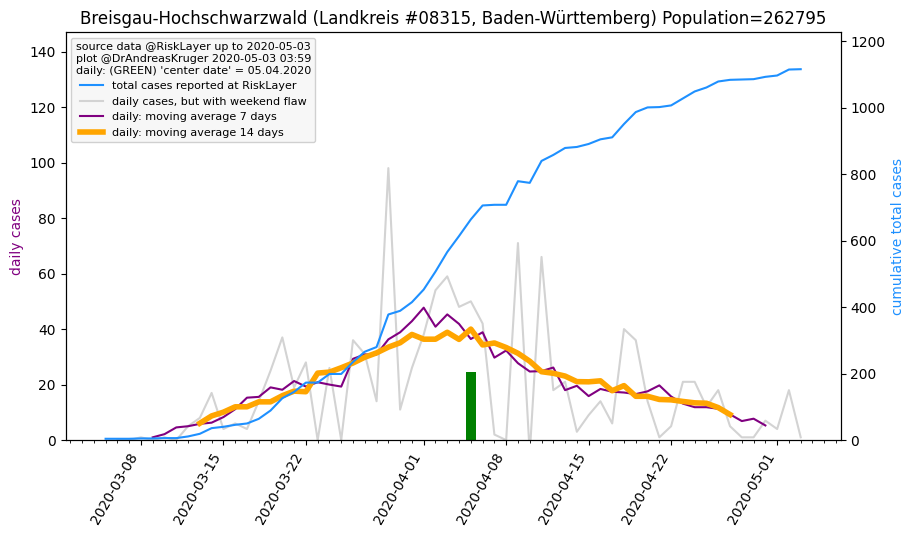 Breisgau-Hochschwarzwald (Landkreis #08315, Baden-Württemberg) Population=262795
source data @RiskLayer up to 2020-05-03
plot @DrAndreasKruger 2020-05-03 03:59
daily: (GREEN) 'center date' = 05.04.2020
total cases reported at RiskLayer
daily cases, but with weekend flaw
daily: moving average 7 days
daily: moving average 14 days
daily cases
140
120
100
80
60
40
20
0
cumulative total cases
1200
1000
800
600
400
200
0
2020-03-08
2020-03-15
2020-03-22
2020-04-01
2020-04-08
2020-04-15
2020-04-22
2020-05-01